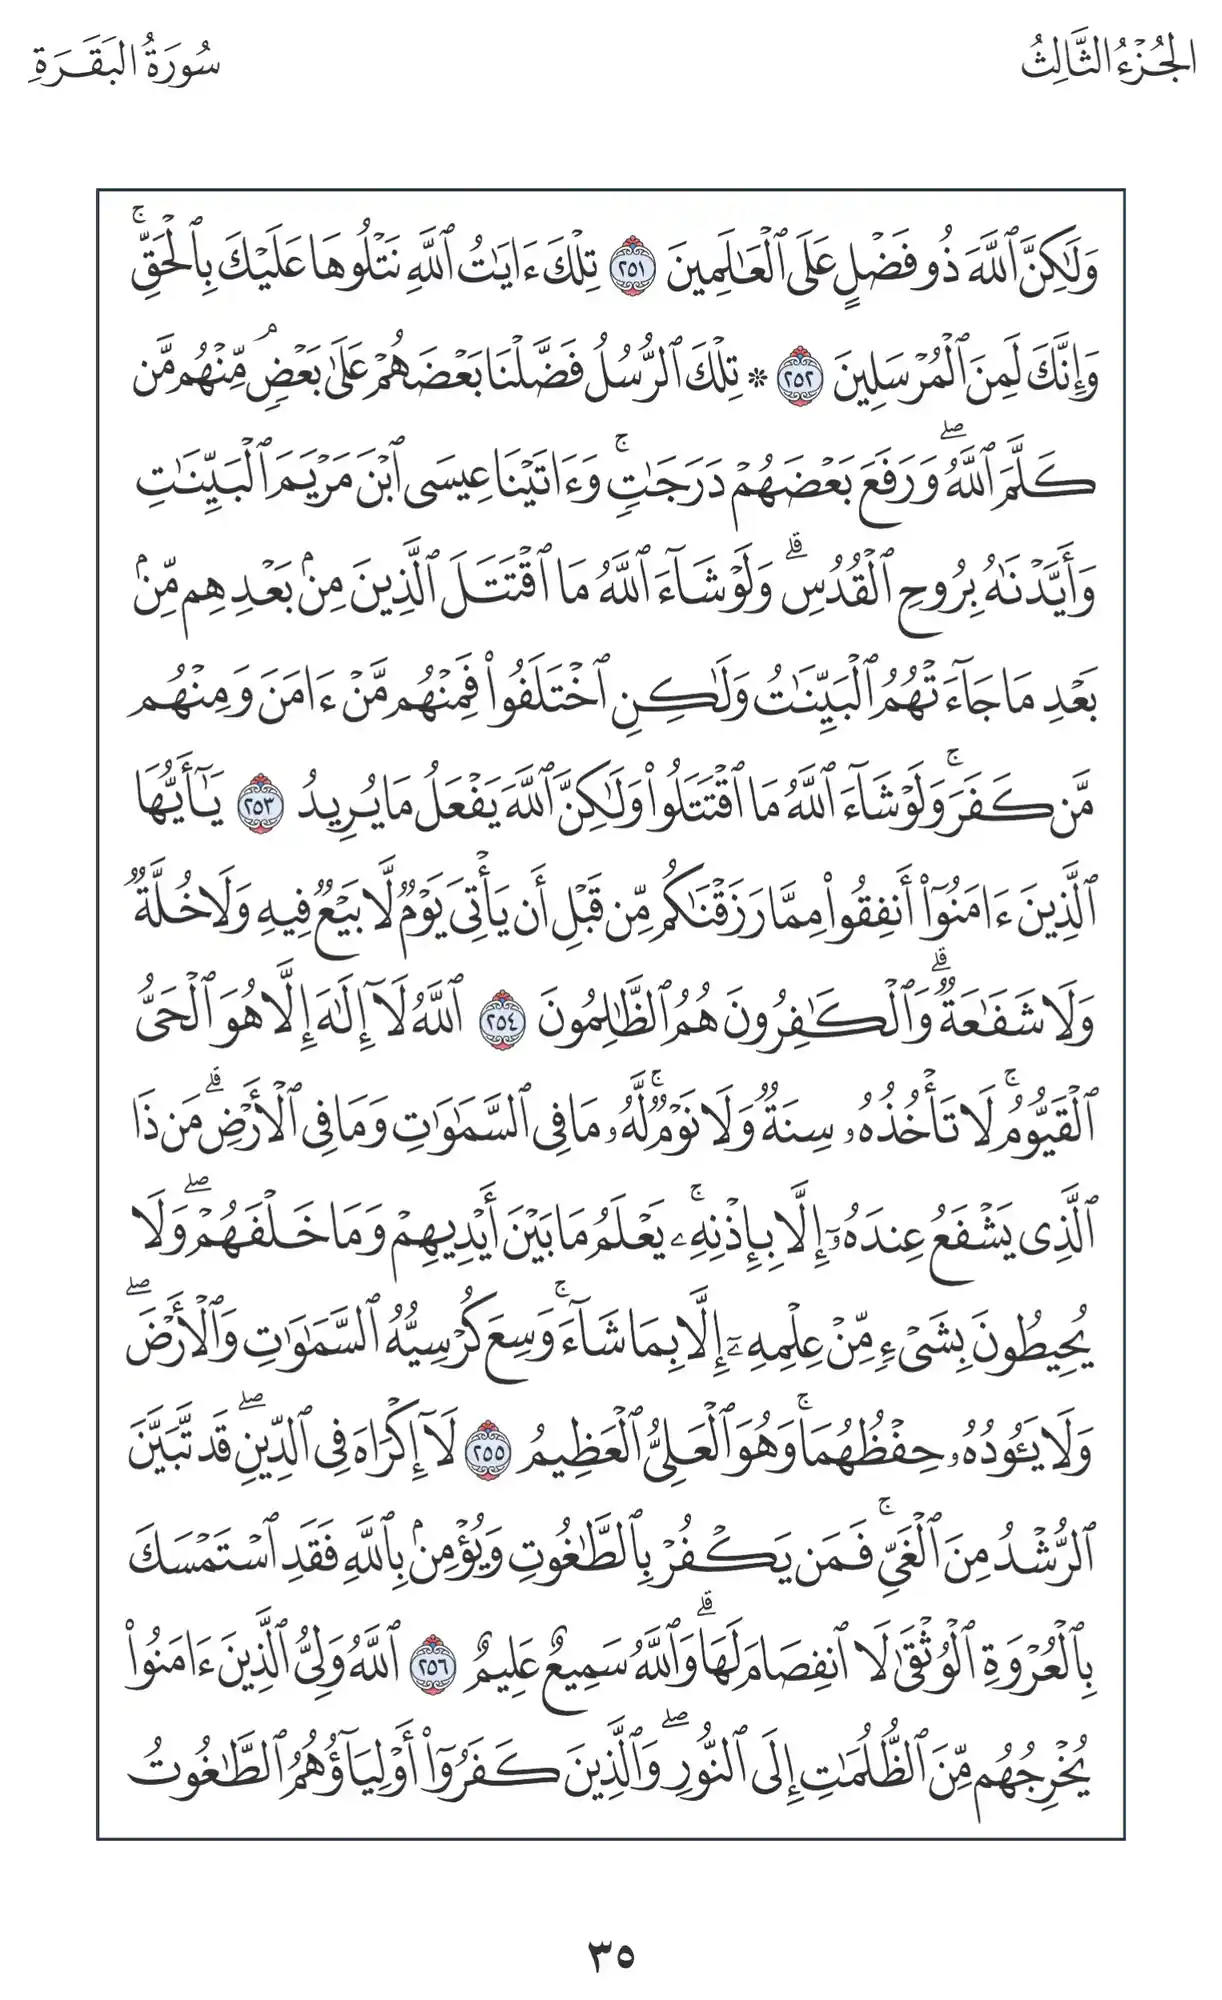 الجُزْءُ الثَّالِثُ
سُورَةُ البَقَرَةِ
وَلَٰكِنَّ ٱللَّهَ ذُو فَضْلٍ عَلَى ٱلْعَٰلَمِينَ ٢٥١ تِلْكَ ءَايَٰتُ ٱللَّهِ نَتْلُوهَا عَلَيْكَ بِٱلْحَقِّۚ
وَإِنَّكَ لَمِنَ ٱلْمُرْسَلِينَ ٢٥٢ * تِلْكَ ٱلرُّسُلُ فَضَّلْنَا بَعْضَهُمْ عَلَىٰ بَعْضٍۢ مِّنْهُم مَّن
كَلَّمَ ٱللَّهُۖ وَرَفَعَ بَعْضَهُمْ دَرَجَٰتٍۚ وَءَاتَيْنَا عِيسَى ٱبْنَ مَرْيَمَ ٱلْبَيِّنَٰتِ
وَأَيَّدْنَٰهُ بِرُوحِ ٱلْقُدُسِۗ وَلَوْ شَآءَ ٱللَّهُ مَا ٱقْتَتَلَ ٱلَّذِينَ مِنۢ بَعْدِهِم مِّنۢ
بَعْدِ مَا جَآءَتْهُمُ ٱلْبَيِّنَٰتُ وَلَٰكِنِ ٱخْتَلَفُوا۟ فَمِنْهُم مَّنْ ءَامَنَ وَمِنْهُم
مَّن كَفَرَۚ وَلَوْ شَآءَ ٱللَّهُ مَا ٱقْتَتَلُوا۟ وَلَٰكِنَّ ٱللَّهَ يَفْعَلُ مَا يُرِيدُ ٢٥٣ يَٰٓأَيُّهَا
ٱلَّذِينَ ءَامَنُوٓا۟ أَنفِقُوا۟ مِمَّا رَزَقْنَٰكُم مِّن قَبْلِ أَن يَأْتِىَ يَوْمٌ لَّا بَيْعٌ فِيهِ وَلَا خُلَّةٌ
وَلَا شَفَٰعَةٌۗ وَٱلْكَٰفِرُونَ هُمُ ٱلظَّٰلِمُونَ ٢٥٤ ٱللَّهُ لَآ إِلَٰهَ إِلَّا هُوَ ٱلْحَىُّ
ٱلْقَيُّومُۚ لَا تَأْخُذُهُۥ سِنَةٌ وَلَا نَوْمٌۚ لَّهُۥ مَا فِى ٱلسَّمَٰوَٰتِ وَمَا فِى ٱلْأَرْضِۗ مَن ذَا
ٱلَّذِى يَشْفَعُ عِندَهُۥٓ إِلَّا بِإِذْنِهِۦۚ يَعْلَمُ مَا بَيْنَ أَيْدِيهِمْ وَمَا خَلْفَهُمْۖ وَلَا
يُحِيطُونَ بِشَىْءٍ مِّنْ عِلْمِهِۦٓ إِلَّا بِمَا شَآءَۚ وَسِعَ كُرْسِيُّهُ ٱلسَّمَٰوَٰتِ وَٱلْأَرْضَۖ
وَلَا يَـُٔودُهُۥ حِفْظُهُمَاۚ وَهُوَ ٱلْعَلِىُّ ٱلْعَظِيمُ ٢٥٥ لَآ إِكْرَاهَ فِى ٱلدِّينِۖ قَد تَّبَيَّنَ
ٱلرُّشْدُ مِنَ ٱلْغَىِّۚ فَمَن يَكْفُرْ بِٱلطَّٰغُوتِ وَيُؤْمِنۢ بِٱللَّهِ فَقَدِ ٱسْتَمْسَكَ
بِٱلْعُرْوَةِ ٱلْوُثْقَىٰ لَا ٱنفِصَامَ لَهَاۗ وَٱللَّهُ سَمِيعٌ عَلِيمٌ ٢٥٦ ٱللَّهُ وَلِىُّ ٱلَّذِينَ ءَامَنُوا۟
يُخْرِجُهُم مِّنَ ٱلظُّلُمَٰتِ إِلَى ٱلنُّورِۖ وَٱلَّذِينَ كَفَرُوٓا۟ أَوْلِيَآؤُهُمُ ٱلطَّٰغُوتُ
٣٥